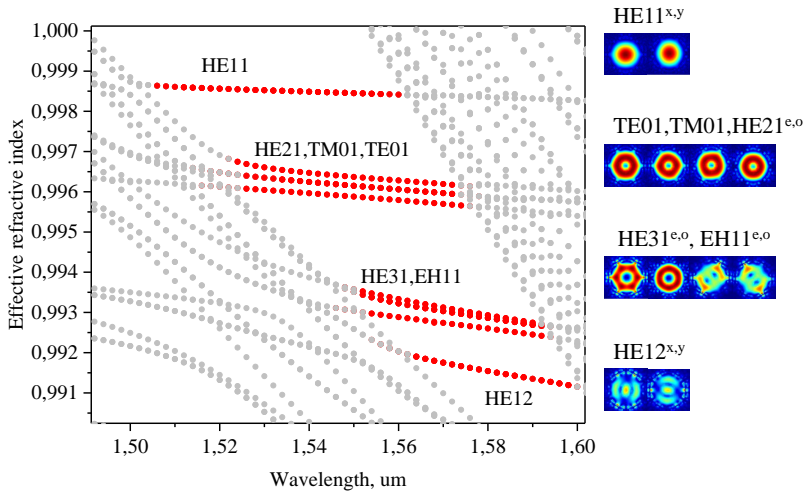 1,000
0,999
0,998
0,997
0,996
0,995
0,994
0,993
0,992
0,991
Effective refractive index
1,50
1,52
1,54
1,56
1,58
1,60
Wavelength, um
HE11
HE21,TM01,TE01
HE31,EH11
HE12
HE11x,y
TE01,TM01,HE21e,o
HE31e,o, EH11e,o
HE12x,y